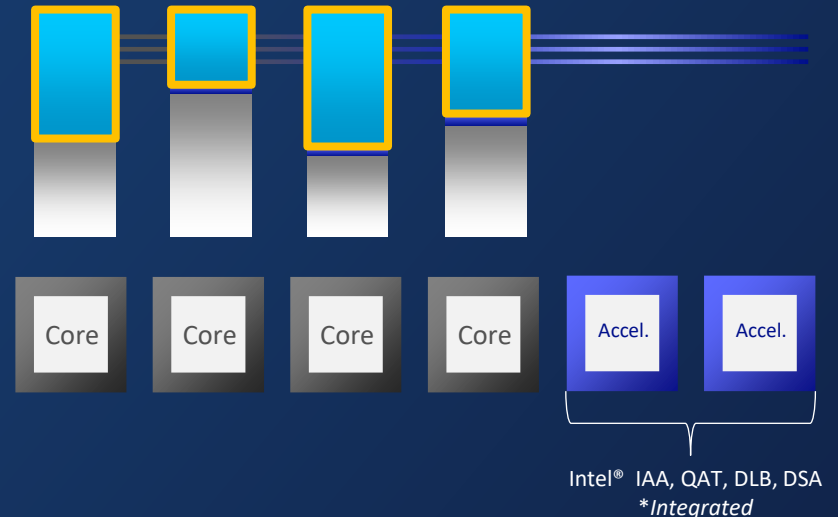 Core Core Core Core Accel. Accel.
Intel® IAA, QAT, DLB, DSA
*Integrated